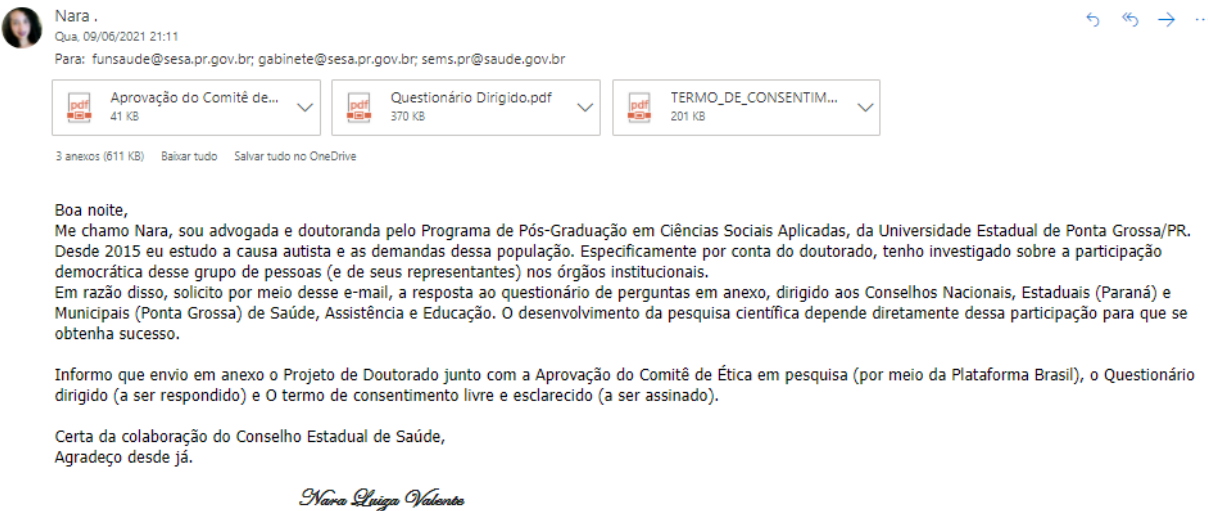 Nara .
Qua, 09/06/2021 21:11
Para: funsaude@sesa.pr.gov.br; gabinete@sesa.pr.gov.br; sems.pr@saude.gov.br
pdf Aprovação do Comitê de... 41 KB
pdf Questionário Dirigido.pdf 370 KB
pdf TERMO_DE_CONSENTIM... 201 KB
3 anexos (611 KB) Baixar tudo Salvar tudo no OneDrive
Boa noite,
Me chamo Nara, sou advogada e doutoranda pelo Programa de Pós-Graduação em Ciências Sociais Aplicadas, da Universidade Estadual de Ponta Grossa/PR.
Desde 2015 eu estudo a causa autista e as demandas dessa população. Especificamente por conta do doutorado, tenho investigado sobre a participação
democrática desse grupo de pessoas (e de seus representantes) nos órgãos institucionais.
Em razão disso, solicito por meio desse e-mail, a resposta ao questionário de perguntas em anexo, dirigido aos Conselhos Nacionais, Estaduais (Paraná) e
Municipais (Ponta Grossa) de Saúde, Assistência e Educação. O desenvolvimento da pesquisa científica depende diretamente dessa participação para que se
obtenha sucesso.
Informo que envio em anexo o Projeto de Doutorado junto com a Aprovação do Comitê de Ética em pesquisa (por meio da Plataforma Brasil), o Questionário
dirigido (a ser respondido) e O termo de consentimento livre e esclarecido (a ser assinado).
Certa da colaboração do Conselho Estadual de Saúde,
Agradeço desde já.
Nara Luiza Valente